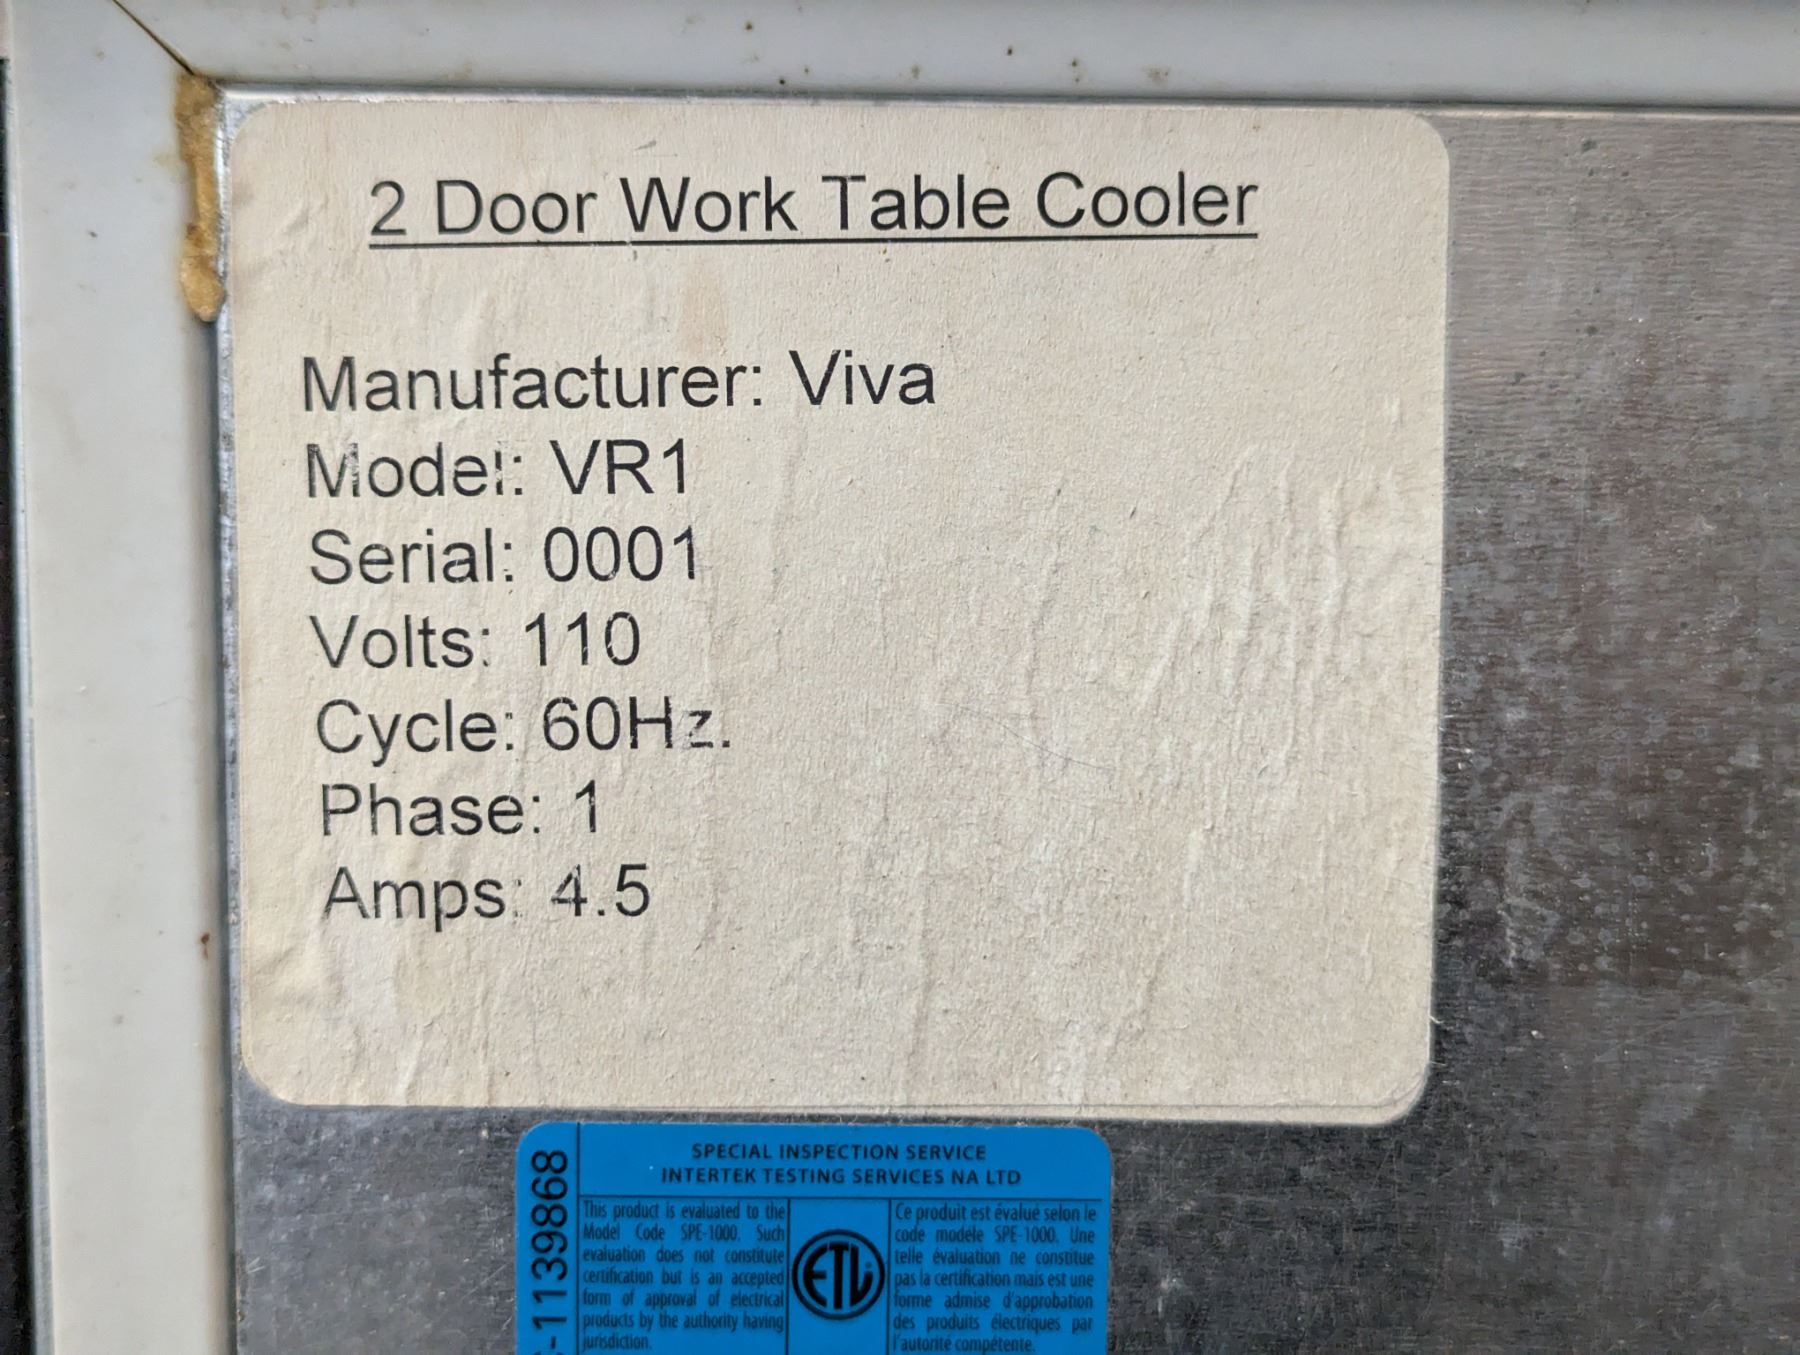 2 Door Work Table Cooler
Manufacturer: Viva
Model: VR1
Serial: 0001
Volts: 110
Cycle: 60Hz.
Phase: 1
Amps: 4.5
SPECIAL INSPECTION SERVICE
INTERTEK TESTING SERVICES NA LTD
-1139868
This product is evaluated to the
Model Code SPE-1000. Such
evaluation does not constitute
certification but is an accepted
form of approval of electrical
products by the authority having
jurisdiction.
ETL
Ce produit est évalué selon le
code modéle SPE-1000. Une
telle évaluation ne constitue
pas la certification mais est une
forme admise d'approbation
des produits électriques par
l'autorité compétente.